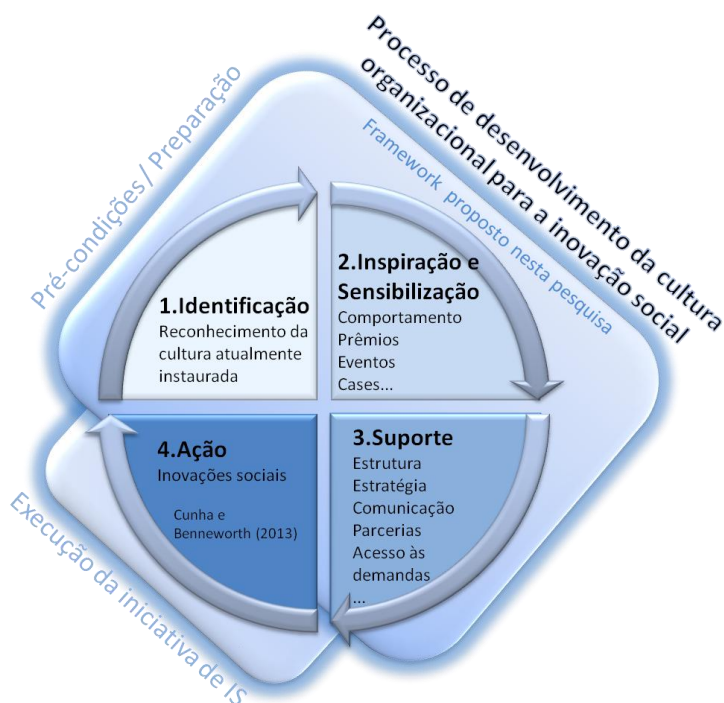 Processo de desenvolvimento da cultura
organizacional para a inovação social
Framework proposto nesta pesquisa
Pré-condições / Preparação
1.Identificação
Reconhecimento da
cultura atualmente
instaurada
2.Inspiração e
Sensibilização
Comportamento
Prêmios
Eventos
Cases...
3.Suporte
Estrutura
Estratégia
Comunicação
Parcerias
Acesso às
demandas
...
4.Ação
Inovações sociais
Cunha e
Benneworth (2013)
Execução da iniciativa de IS